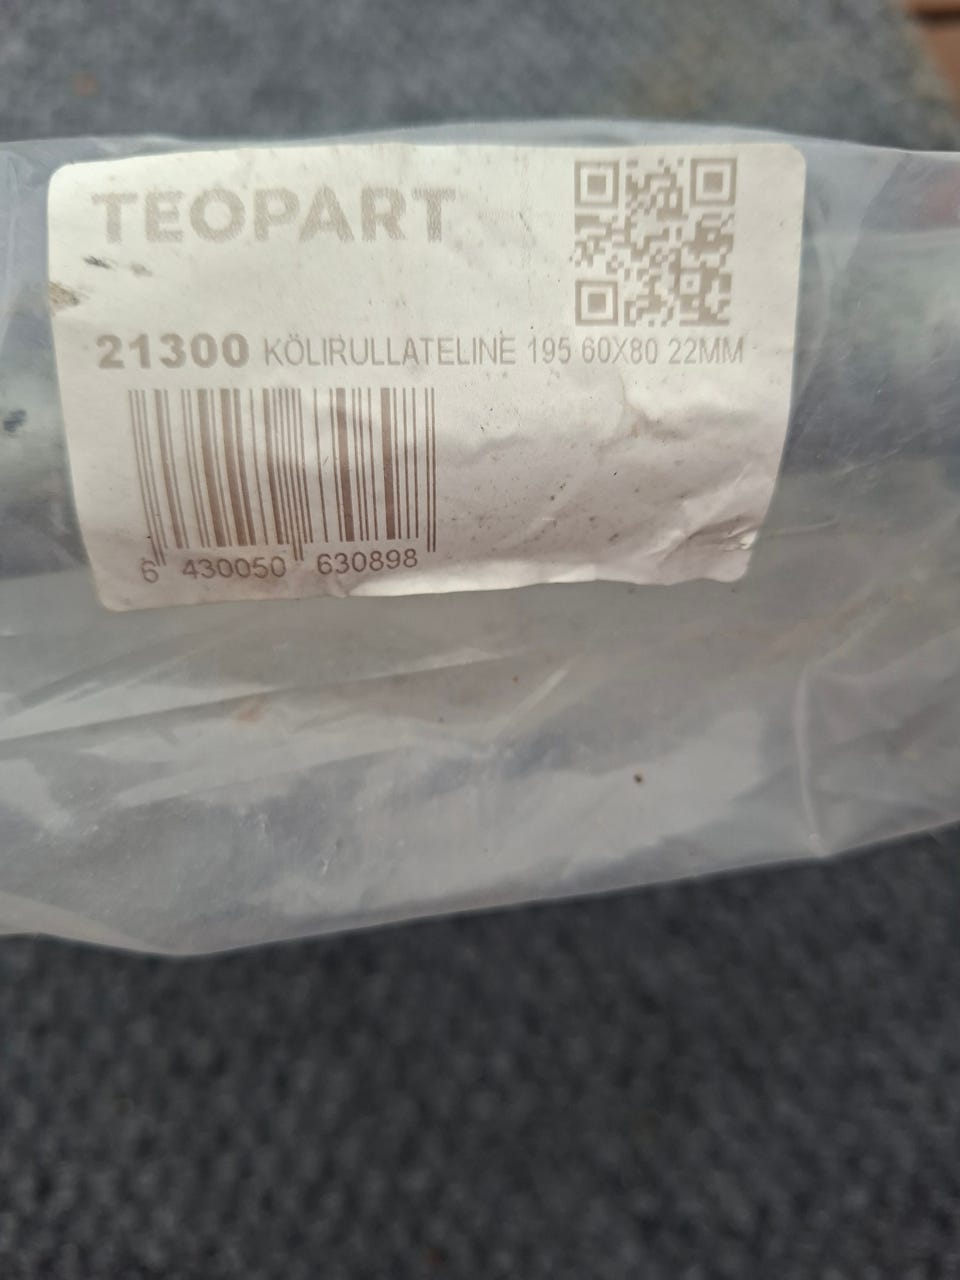 TEOPART
21300 KÖLIRULLATELINE 195 60X80 22MM
6 430050 630898